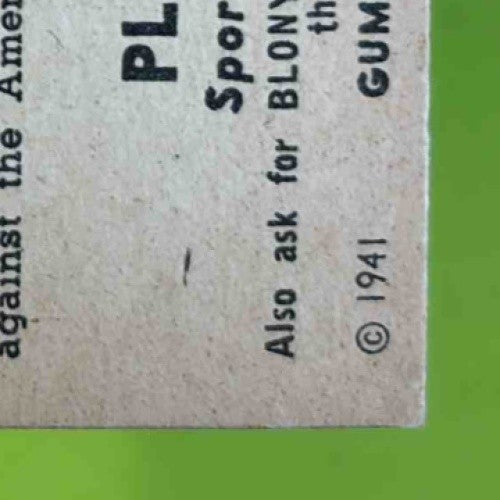 against the Amer
PL
Spor
Also ask for BLONY
th
GUM
© 1941